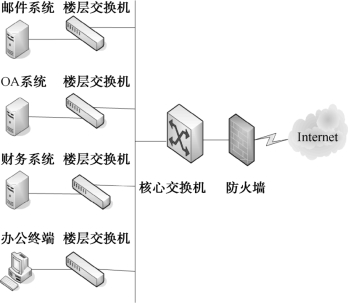 邮件系统 楼层交换机
OA系统 楼层交换机
Internet
财务系统 楼层交换机
核心交换机 防火墙
办公终端 楼层交换机